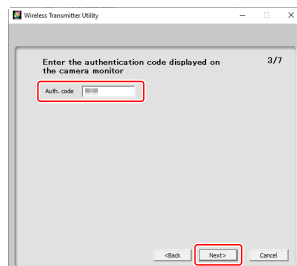 Wireless Transmitter Utility
Enter the authentication code displayed on 3/7
the camera monitor
Auth. code
<Back Next> Cancel